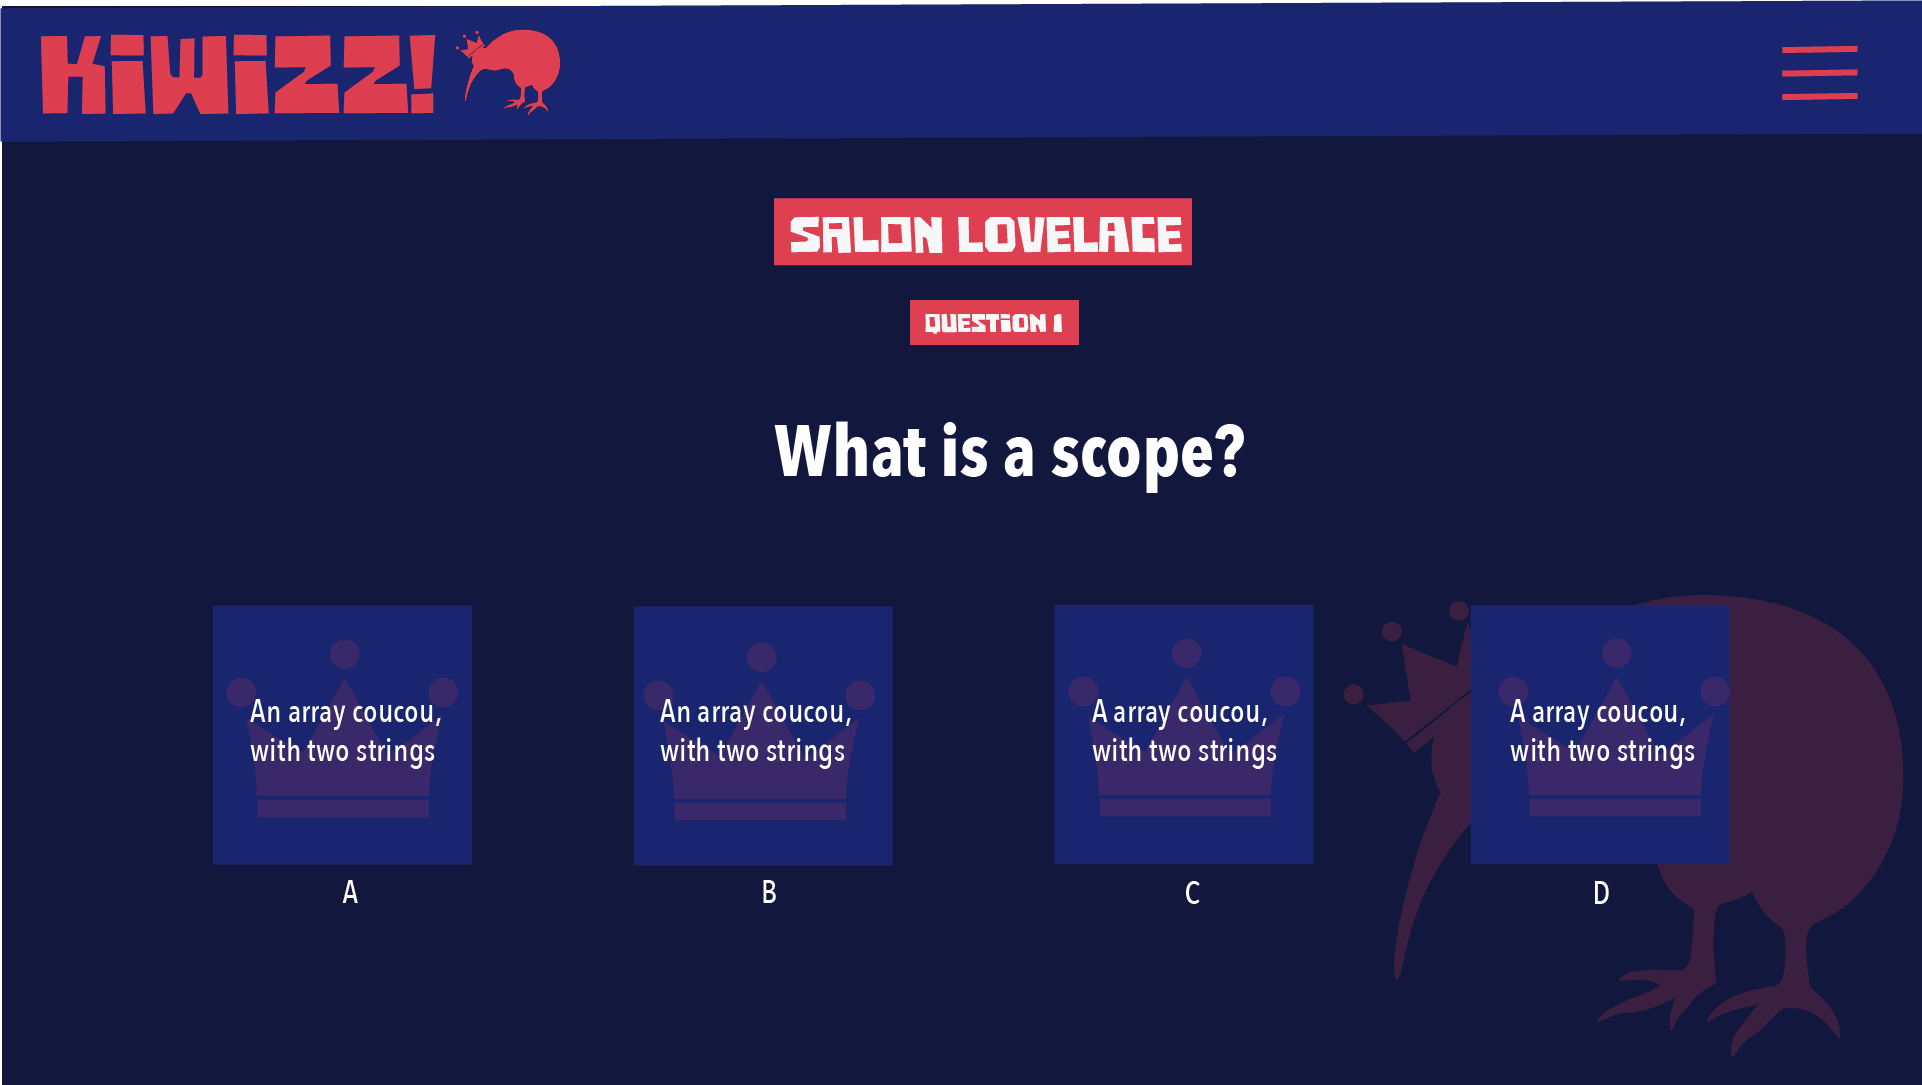 KiWiZZ!
SALON LOVELACE
QUESTiON 1
What is a scope?
An array coucou,
with two strings
A
An array coucou,
with two strings
B
A array coucou,
with two strings
C
A array coucou,
with two strings
D